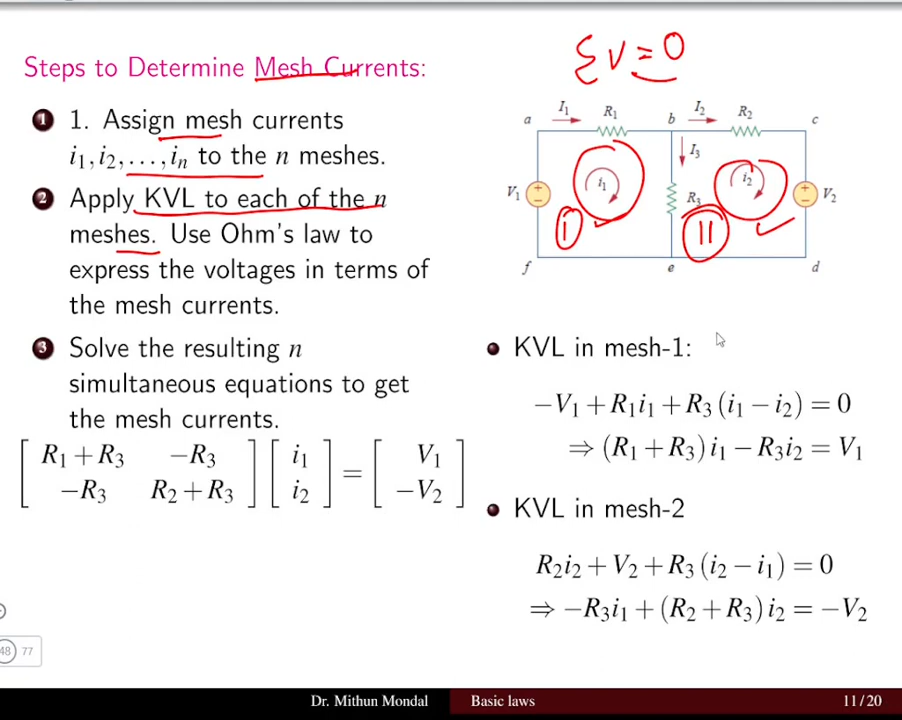 Steps to Determine Mesh Currents:
❶ 1. Assign mesh currents
i₁, i₂, ..., iₙ to the n meshes.
❷ Apply KVL to each of the n
meshes. Use Ohm's law to
express the voltages in terms of
the mesh currents.
❸ Solve the resulting n
simultaneous equations to get
the mesh currents.
[ R₁ + R₃ −R₃ ] [ i₁ ] = [ V₁ ]
[ −R₃ R₂ + R₃ ] [ i₂ ] [ −V₂ ]
Σ V = 0
a I₁ R₁ b I₂ R₂ c
I₃
V₁ i₁ R₃ i₂ V₂
I II
f e d
• KVL in mesh-1:
−V₁ + R₁i₁ + R₃ (i₁ − i₂) = 0
⇒ (R₁ + R₃) i₁ − R₃i₂ = V₁
• KVL in mesh-2
R₂i₂ + V₂ + R₃ (i₂ − i₁) = 0
⇒ −R₃i₁ + (R₂ + R₃) i₂ = −V₂
48 77
Dr. Mithun Mondal Basic laws 11/20